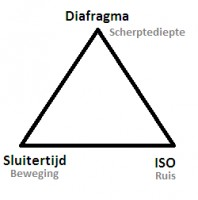 Diafragma
Scherptediepte
Sluitertijd
Beweging
ISO
Ruis